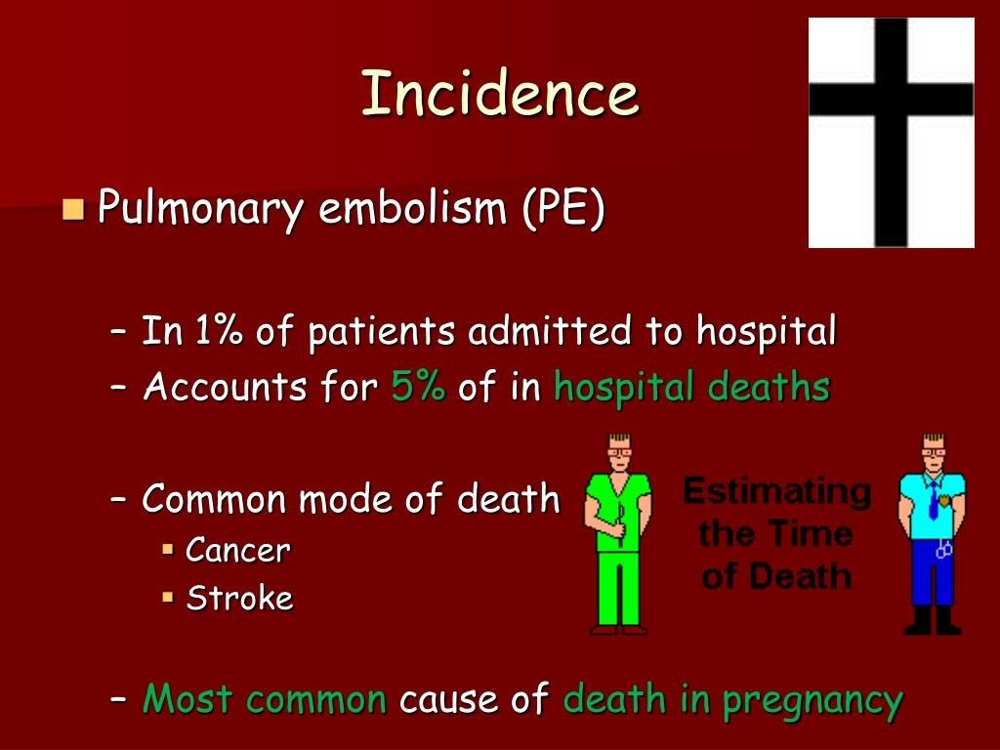 Incidence
Pulmonary embolism (PE)
– In 1% of patients admitted to hospital
– Accounts for 5% of in hospital deaths
– Common mode of death
Cancer
Stroke
Estimating
the Time
of Death
– Most common cause of death in pregnancy